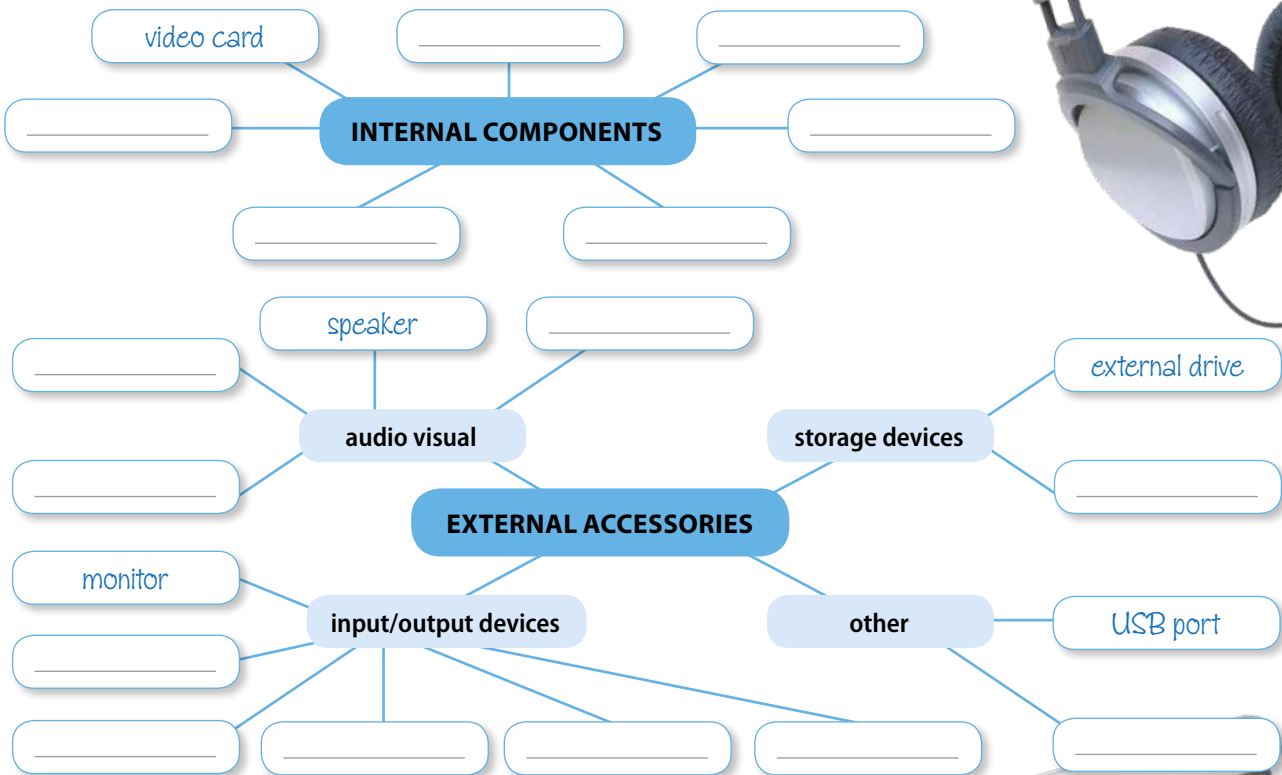 video card
INTERNAL COMPONENTS
speaker
external drive
audio visual
storage devices
EXTERNAL ACCESSORIES
monitor
input/output devices
other
USB port